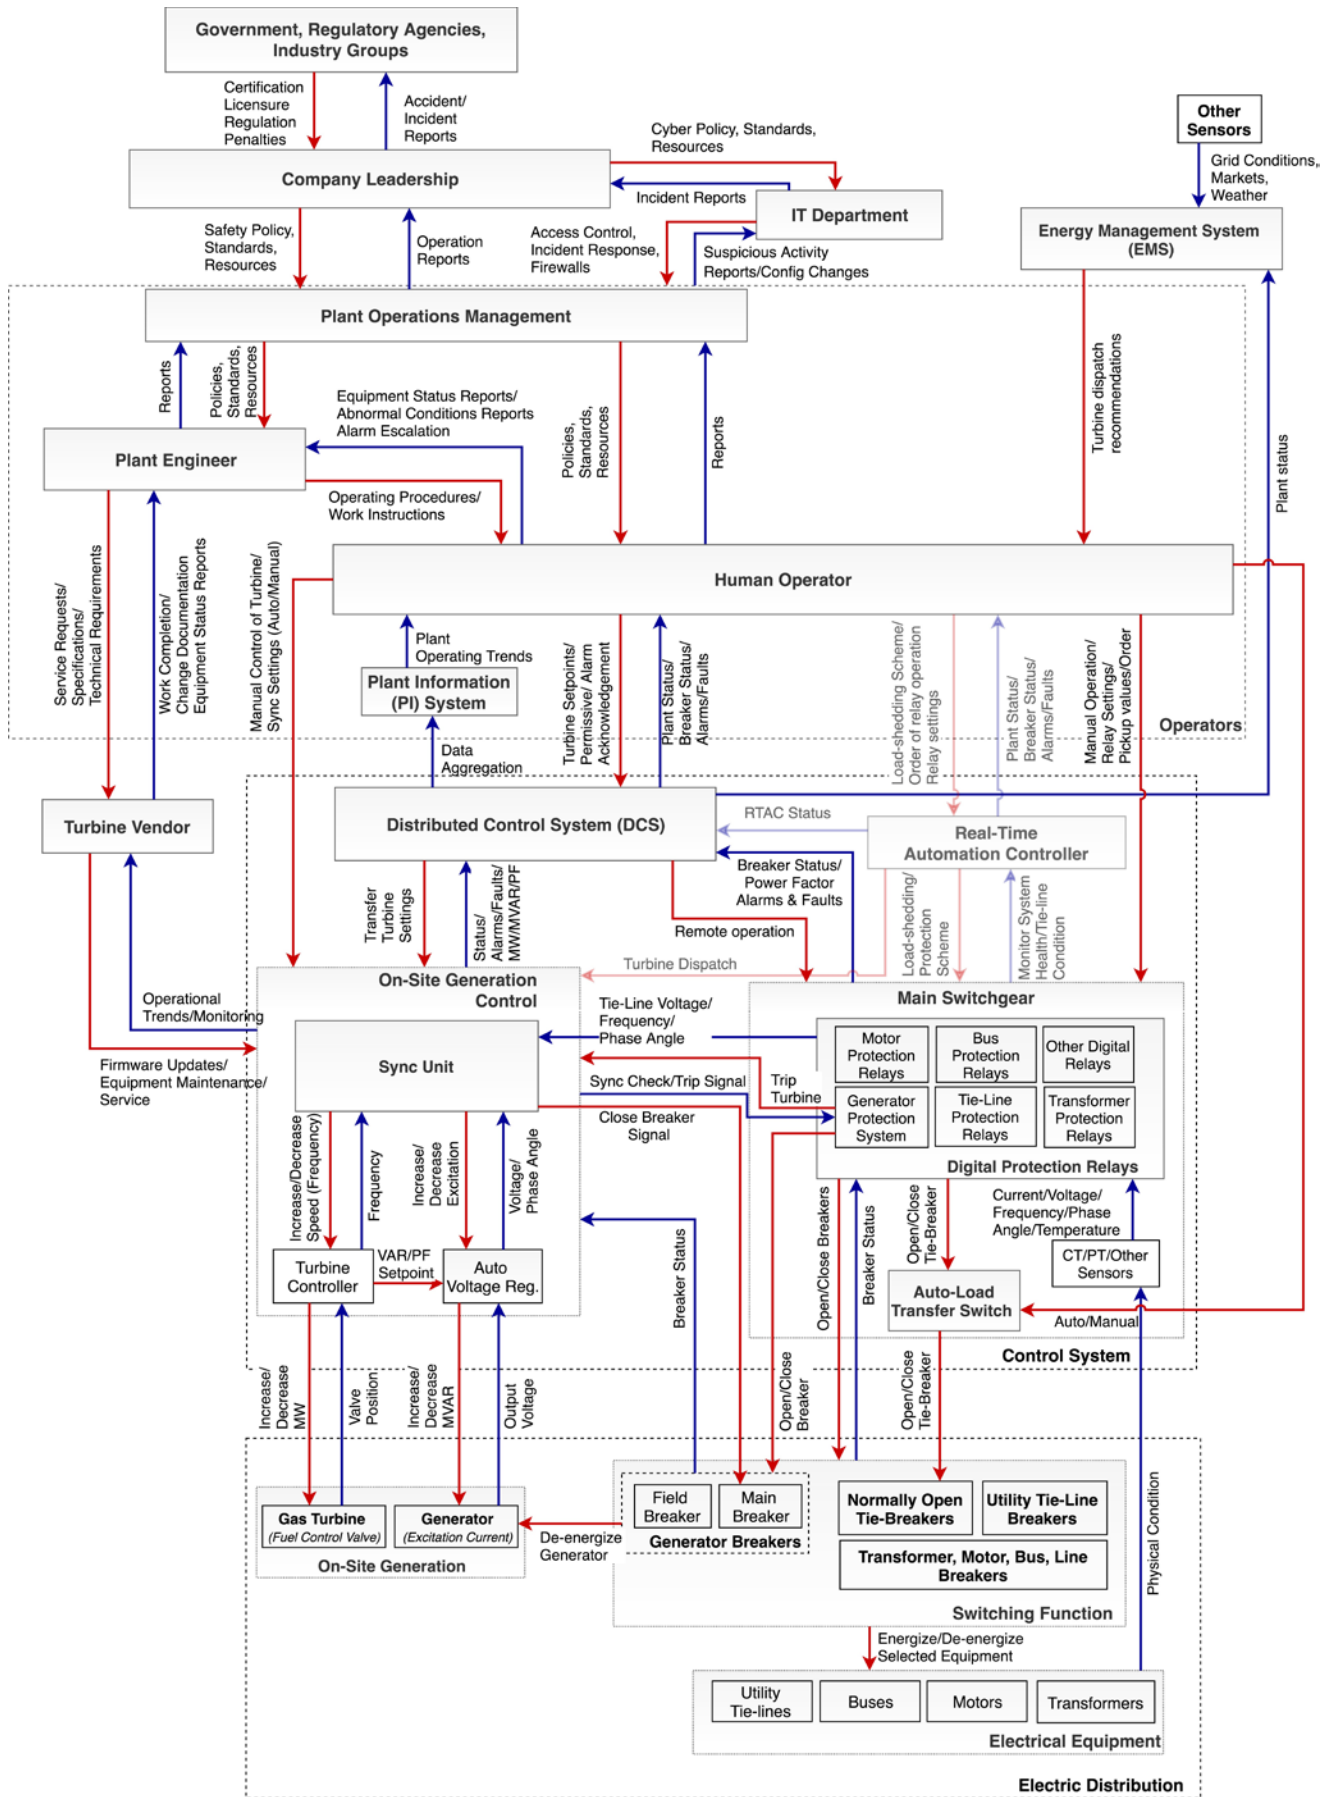 Government, Regulatory Agencies,
Industry Groups
Certification
Licensure
Regulation
Penalties
Accident/
Incident
Reports
Cyber Policy, Standards,
Resources
Other
Sensors
Grid Conditions,
Markets,
Weather
Company Leadership
Incident Reports
IT Department
Energy Management System
(EMS)
Safety Policy,
Standards,
Resources
Operation
Reports
Access Control,
Incident Response,
Firewalls
Suspicious Activity
Reports/Config Changes
Plant Operations Management
Reports
Policies,
Standards,
Resources
Equipment Status Reports/
Abnormal Conditions Reports
Alarm Escalation
Policies,
Standards,
Resources
Reports
Turbine dispatch
recommendations
Plant status
Plant Engineer
Operating Procedures/
Work Instructions
Human Operator
Service Requests/
Specifications/
Technical Requirements
Work Completion/
Change Documentation
Equipment Status Reports
Manual Control of Turbine/
Sync Settings (Auto/Manual)
Plant
Operating Trends
Plant Information
(PI) System
Turbine Setpoints/
Permissive/ Alarm
Acknowledgement
Plant Status/
Breaker Status/
Alarms/Faults
Load-shedding Scheme/
Order of relay operation
Relay settings
Plant Status/
Breaker Status/
Alarms/Faults
Manual Operation/
Relay Settings/
Pickup values/Order
Operators
Data
Aggregation
Turbine Vendor
Distributed Control System (DCS)
RTAC Status
Real-Time
Automation Controller
Breaker Status/
Power Factor
Alarms & Faults
Transfer
Turbine
Settings
Status/
Alarms/Faults/
MW/MVAR/PF
Remote operation
Load-shedding/
Protection
Scheme
Monitor System
Health/Tie-line
Condition
Turbine Dispatch
On-Site Generation
Control
Main Switchgear
Operational
Trends/Monitoring
Tie-Line Voltage/
Frequency/
Phase Angle
Sync Unit
Motor
Protection
Relays
Bus
Protection
Relays
Other Digital
Relays
Firmware Updates/
Equipment Maintenance/
Service
Sync Check/Trip Signal
Trip
Turbine
Generator
Protection
System
Tie-Line
Protection
Relays
Transformer
Protection
Relays
Close Breaker
Signal
Digital Protection Relays
Increase/Decrease
Speed (Frequency)
Frequency
Increase/
Decrease
Excitation
Voltage/
Phase Angle
Breaker Status
Open/Close Breakers
Breaker Status
Open/Close
Tie-Breaker
Current/Voltage/
Frequency/Phase
Angle/Temperature
CT/PT/Other
Sensors
Turbine
Controller
VAR/PF
Setpoint
Auto
Voltage Reg.
Auto-Load
Transfer Switch
Auto/Manual
Control System
Increase/
Decrease
MW
Valve
Position
Increase/
Decrease
MVAR
Output
Voltage
Open/Close
Breaker
Open/Close
Tie-Breaker
Physical Condition
Gas Turbine
(Fuel Control Valve)
Generator
(Excitation Current)
On-Site Generation
De-energize
Generator
Field
Breaker
Main
Breaker
Generator Breakers
Normally Open
Tie-Breakers
Utility Tie-Line
Breakers
Transformer, Motor, Bus, Line
Breakers
Switching Function
Energize/De-energize
Selected Equipment
Utility
Tie-lines
Buses
Motors
Transformers
Electrical Equipment
Electric Distribution